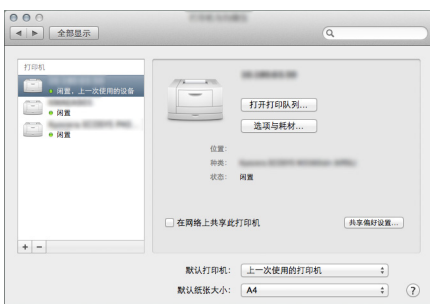 全部显示
打印机
闲置，上一次使用的设备
闲置
闲置
打开打印队列...
选项与耗材...
位置：
种类：
状态： 闲置
在网络上共享此打印机
共享偏好设置...
+ −
默认打印机： 上一次使用的打印机
默认纸张大小： A4
?